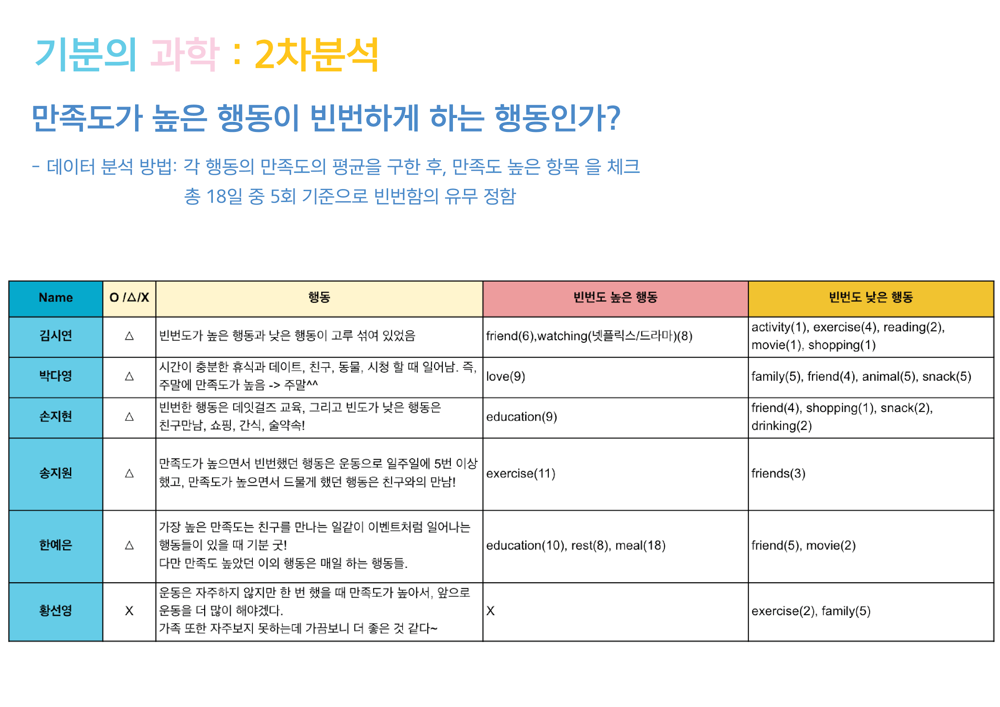 기분의 과학 : 2차분석
만족도가 높은 행동이 빈번하게 하는 행동인가?
- 데이터 분석 방법: 각 행동의 만족도의 평균을 구한 후, 만족도 높은 항목 을 체크
총 18일 중 5회 기준으로 빈번함의 유무 정함
Name O /△/X 행동 빈번도 높은 행동 빈번도 낮은 행동
김시연 △ 빈번도가 높은 행동과 낮은 행동이 고루 섞여 있었음 friend(6),watching(넷플릭스/드라마)(8) activity(1), exercise(4), reading(2),
movie(1), shopping(1)
박다영 △ 시간이 충분한 휴식과 데이트, 친구, 동물, 시청 할 때 일어남. 즉,
주말에 만족도가 높음 -> 주말^^ love(9) family(5), friend(4), animal(5), snack(5)
손지현 △ 빈번한 행동은 데잇걸즈 교육, 그리고 빈도가 낮은 행동은
친구만남, 쇼핑, 간식, 술약속! education(9) friend(4), shopping(1), snack(2),
drinking(2)
송지원 △ 만족도가 높으면서 빈번했던 행동은 운동으로 일주일에 5번 이상
했고, 만족도가 높으면서 드물게 했던 행동은 친구와의 만남! exercise(11) friends(3)
한예은 △ 가장 높은 만족도는 친구를 만나는 일같이 이벤트처럼 일어나는
행동들이 있을 때 기분 굿!
다만 만족도 높았던 이외 행동은 매일 하는 행동들. education(10), rest(8), meal(18) friend(5), movie(2)
황선영 X 운동은 자주하지 않지만 한 번 했을 때 만족도가 높아서, 앞으로
운동을 더 많이 해야겠다.
가족 또한 자주보지 못하는데 가끔보니 더 좋은 것 같다~ X exercise(2), family(5)